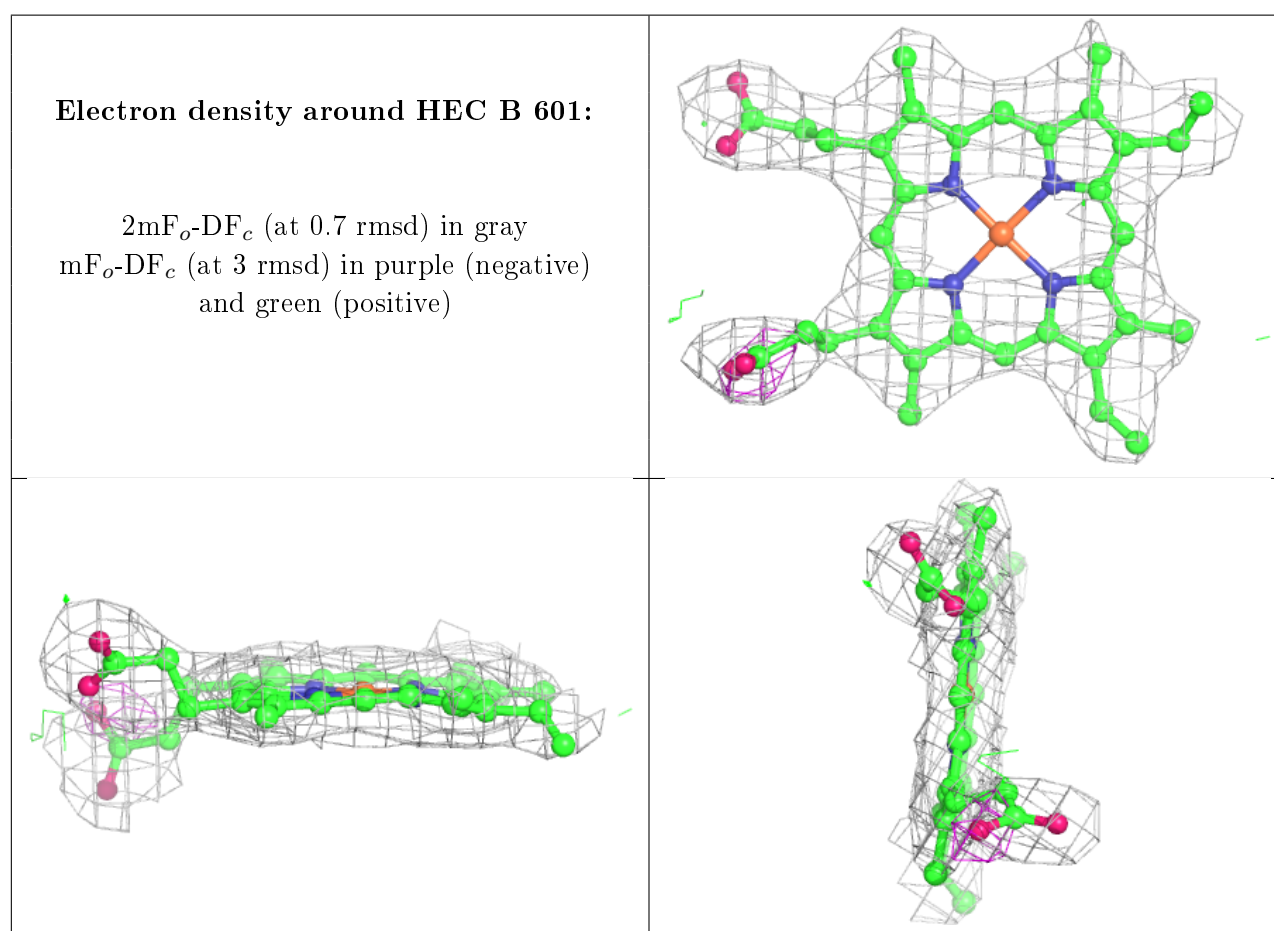 Electron density around HEC B 601:
2mFₒ-DF𝒸 (at 0.7 rmsd) in gray
mFₒ-DF𝒸 (at 3 rmsd) in purple (negative)
and green (positive)